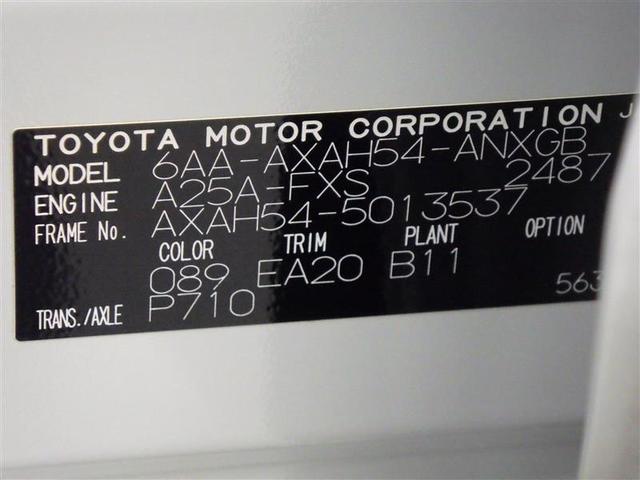 TOYOTA MOTOR CORPORATION J
MODEL 6AA-AXAH54-ANXGB
ENGINE A25A-FXS 2487
FRAME No. AXAH54-5013537
COLOR TRIM PLANT OPTION
089 EA20 B11
TRANS./AXLE P710 563